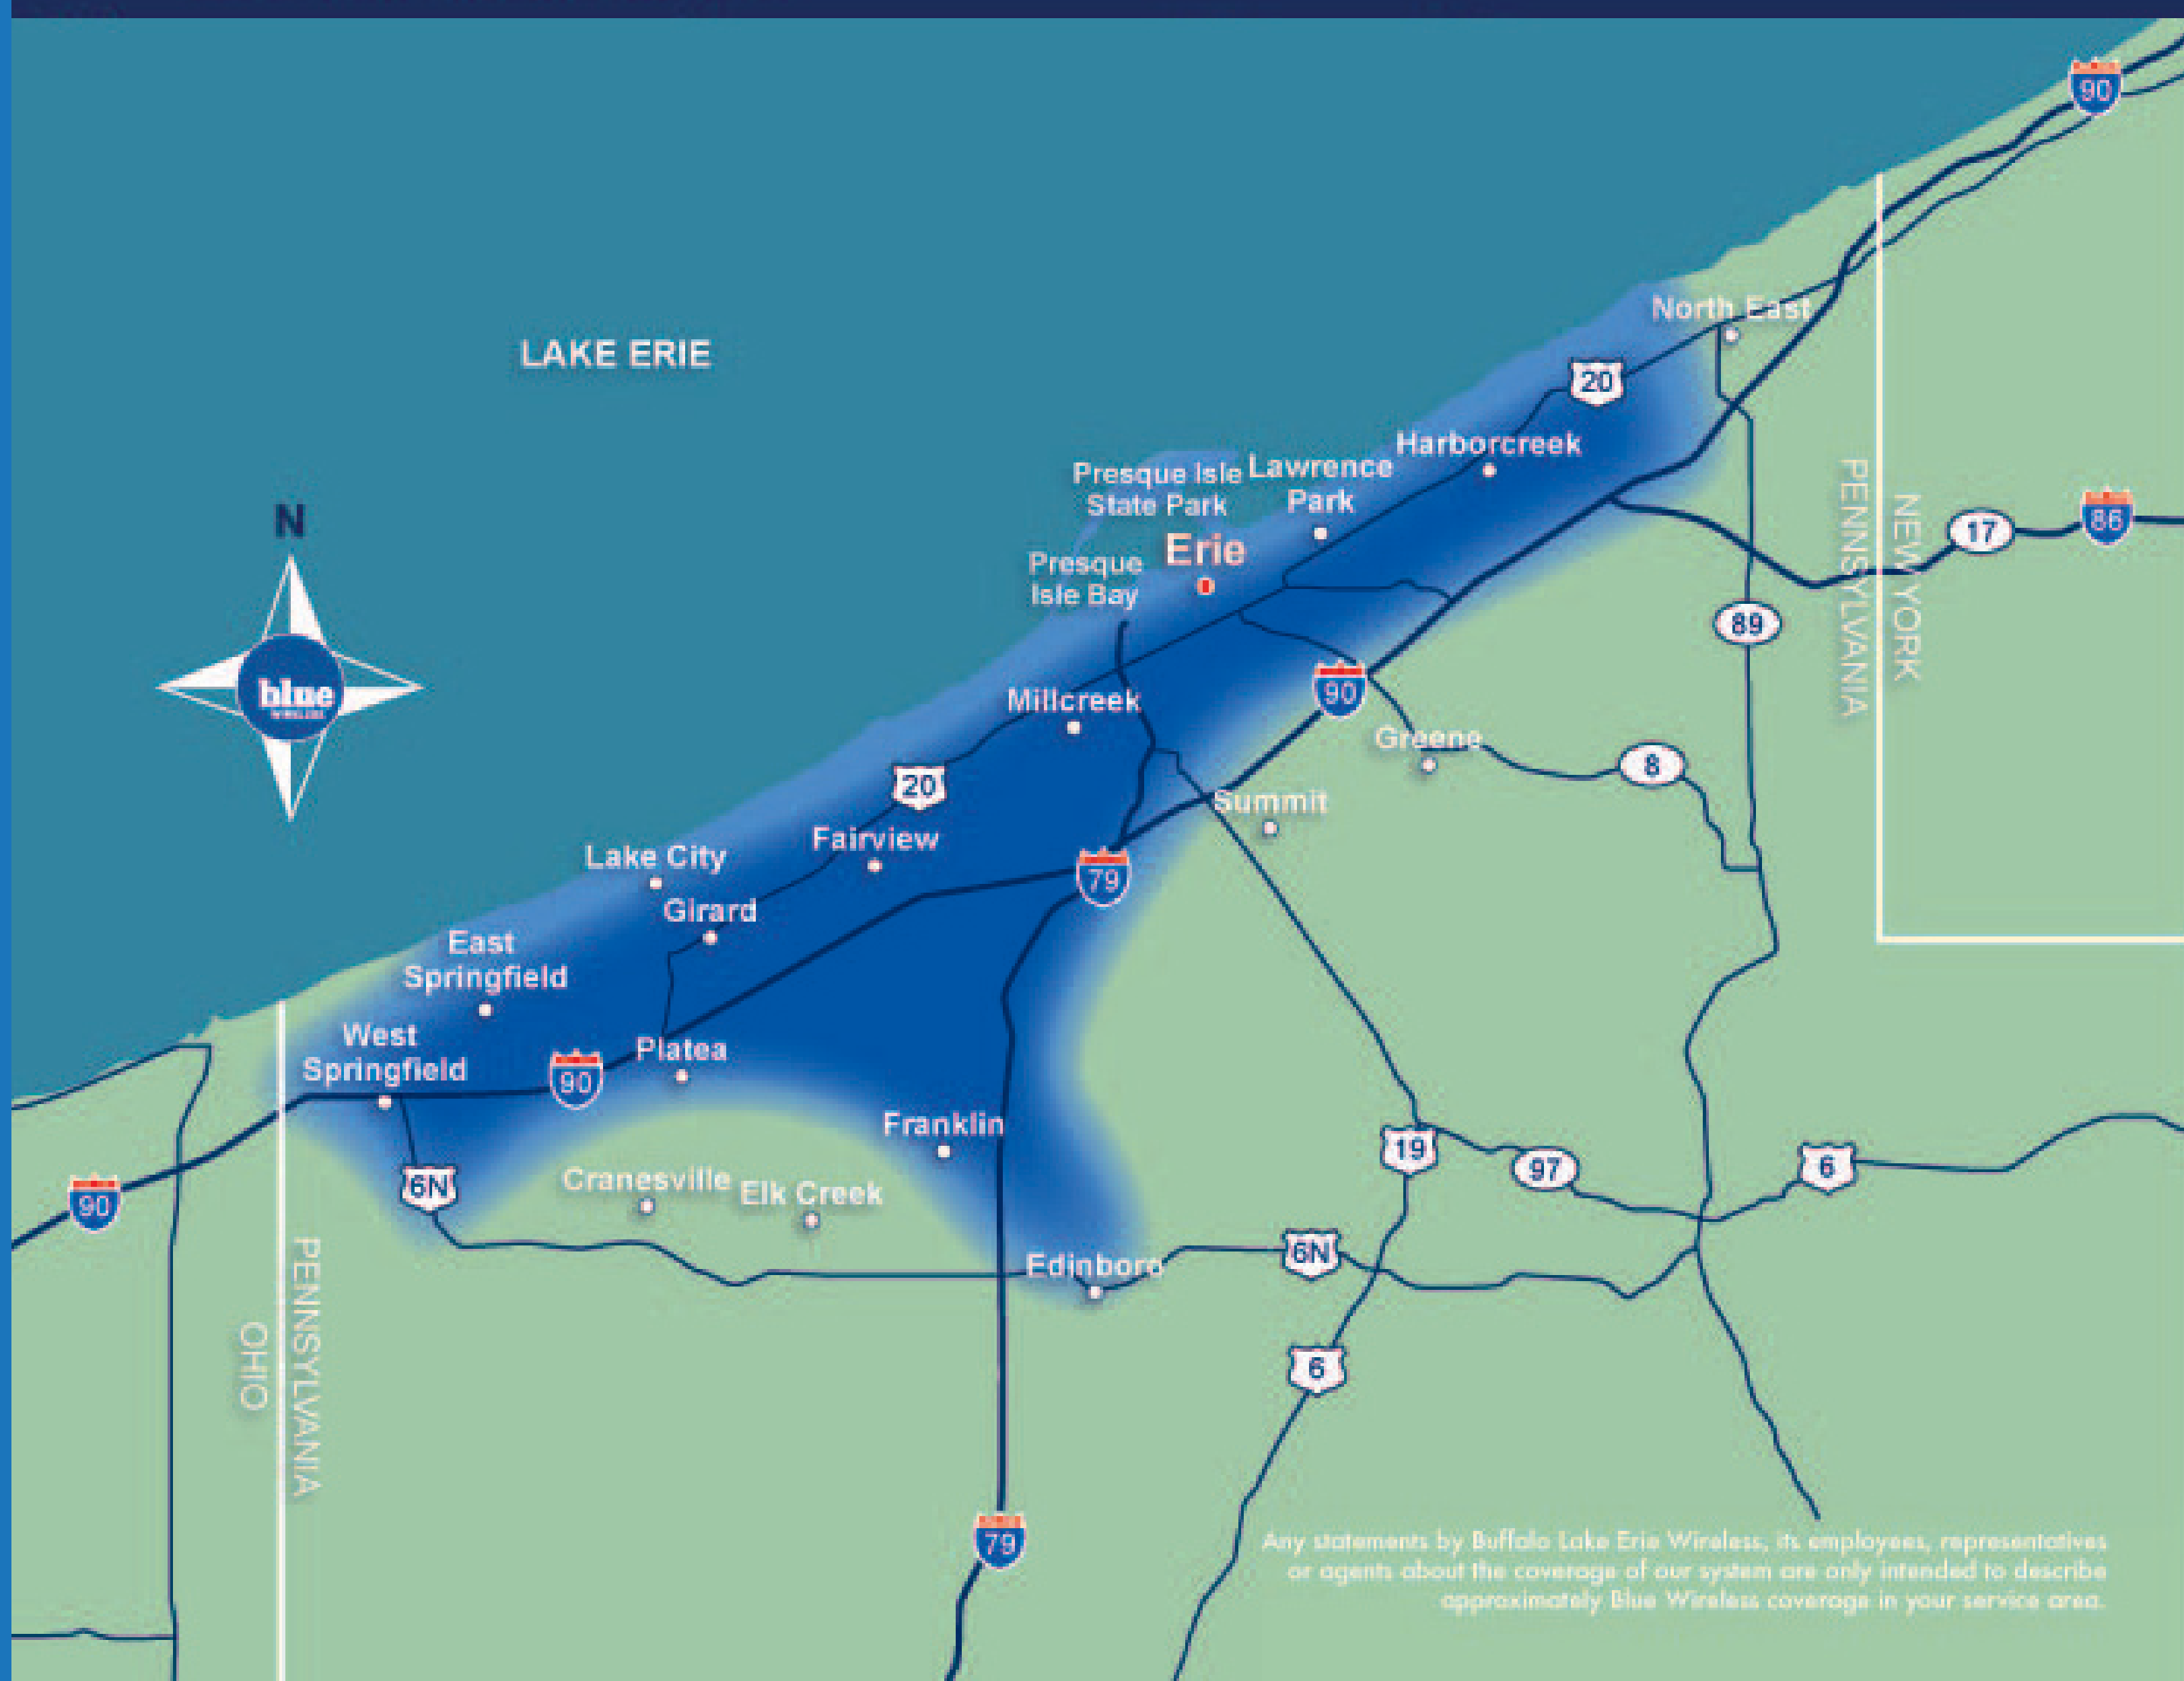 90
North East
LAKE ERIE
20
Harborcreek
Presque Isle
State Park
Lawrence
Park
N
Erie
PENNSYLVANIA
NEW YORK
17
86
Presque
Isle Bay
89
blue
WIRELESS
Millcreek
90
Greene
20
8
Summit
Fairview
Lake City
79
Girard
East
Springfield
West
Springfield
Platea
90
Franklin
19
97
6
6N
Cranesville
Elk Creek
90
Edinboro
6N
PENNSYLVANIA
OHIO
6
79
Any statements by Buffalo Lake Erie Wireless, its employees, representatives
or agents about the coverage of our system are only intended to describe
approximately Blue Wireless coverage in your service area.